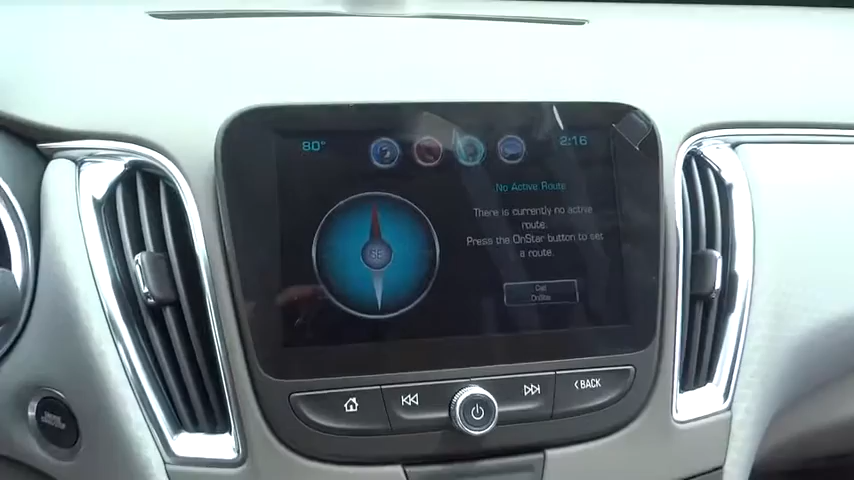 80°
2:16
No Active Route
There is currently no active
route.
Press the OnStar button to set
a route.
SE
Call
OnStar
BACK